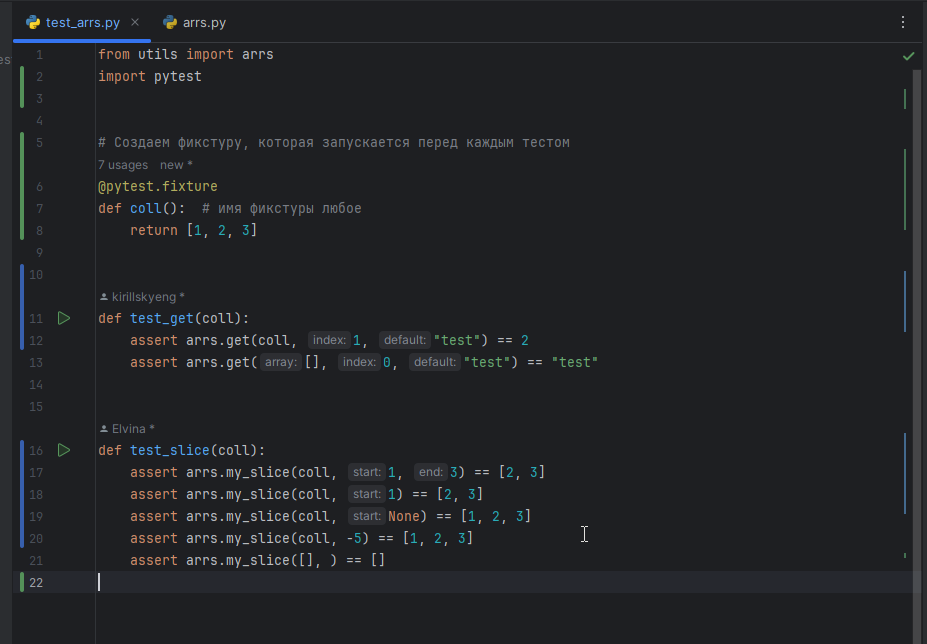 test_arrs.py × arrs.py
es
1 from utils import arrs
2 import pytest
3
4
5 # Создаем фикстуру, которая запускается перед каждым тестом
7 usages new *
6 @pytest.fixture
7 def coll(): # имя фикстуры любое
8 return [1, 2, 3]
9
10
kirillskyeng *
11 def test_get(coll):
12 assert arrs.get(coll, index: 1, default: "test") == 2
13 assert arrs.get( array: [], index: 0, default: "test") == "test"
14
15
Elvina *
16 def test_slice(coll):
17 assert arrs.my_slice(coll, start: 1, end: 3) == [2, 3]
18 assert arrs.my_slice(coll, start: 1) == [2, 3]
19 assert arrs.my_slice(coll, start: None) == [1, 2, 3]
20 assert arrs.my_slice(coll, -5) == [1, 2, 3]
21 assert arrs.my_slice([], ) == []
22